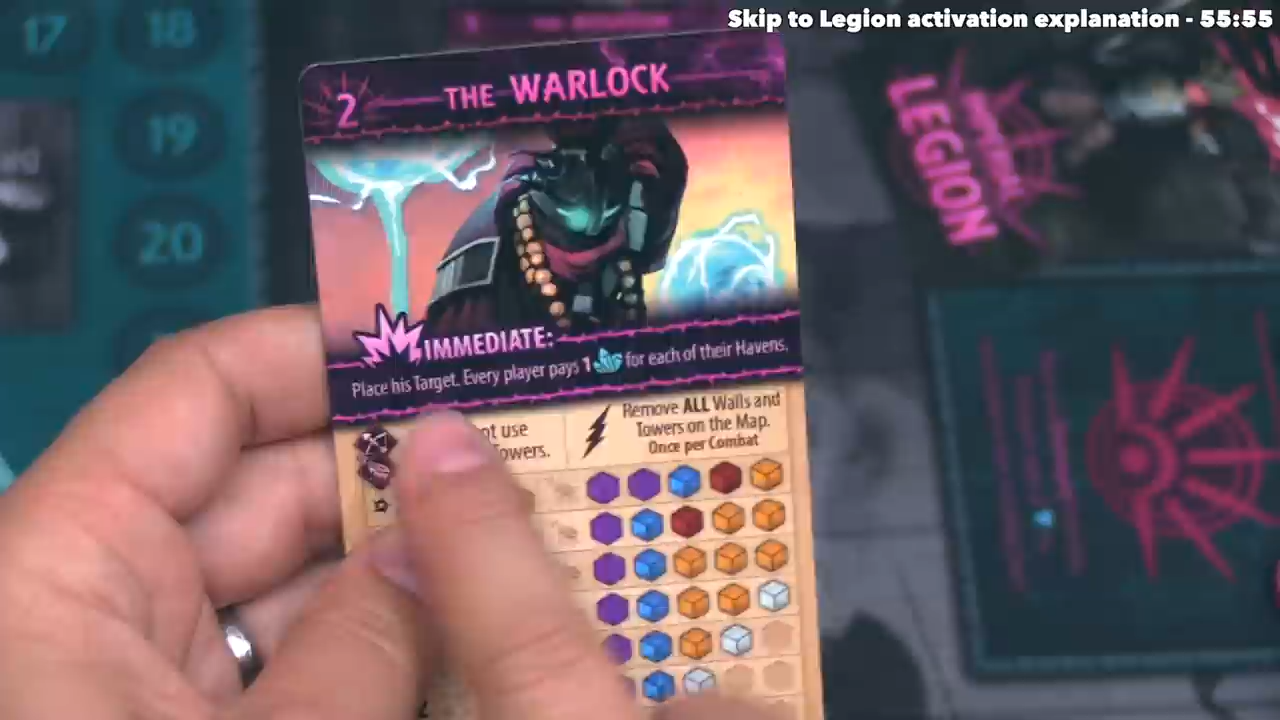 Skip to Legion activation explanation - 55:55
17
18
19
20
2
THE WARLOCK
IMMEDIATE:
Place his Target. Every player pays 1 for each of their Havens.
use
Towers.
Remove ALL Walls and
Towers on the Map.
Once per Combat
LEGION